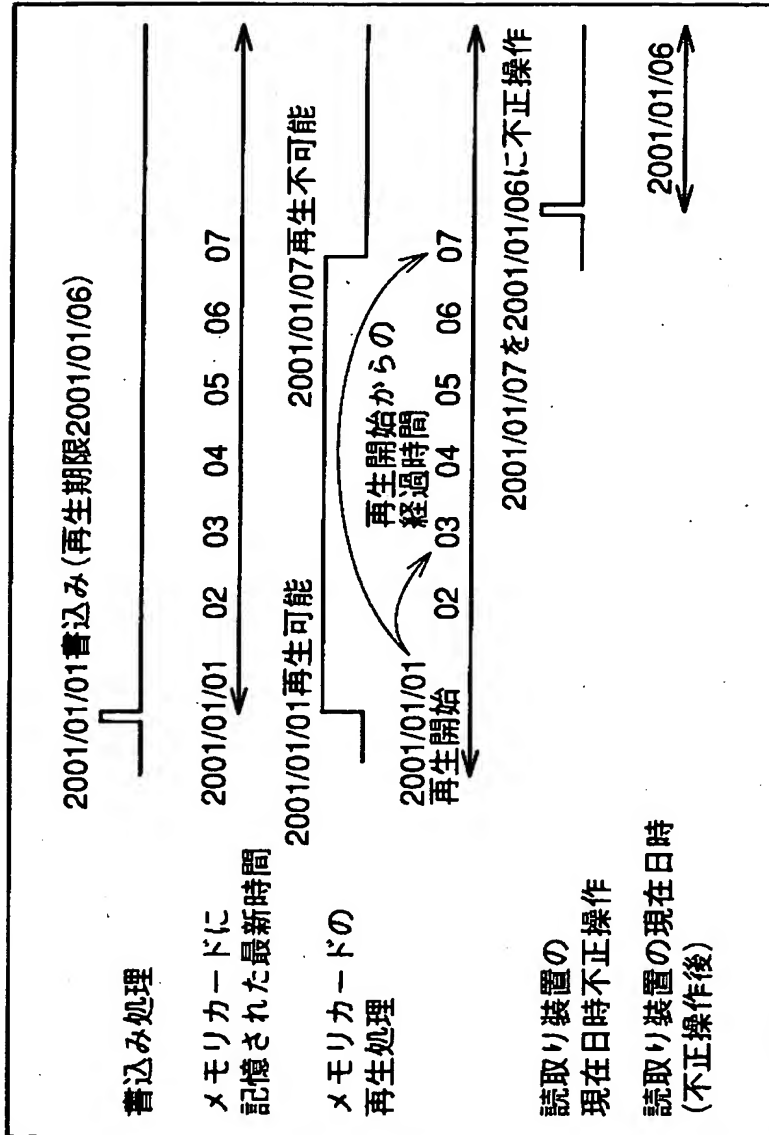 書込み処理
2001/01/01書込み(再生期限2001/01/06)
メモリカードに
記憶された最新時間
2001/01/01 02 03 04 05 06 07
メモリカードの
再生処理
2001/01/01再生可能
2001/01/07再生不可能
再生開始からの
経過時間
2001/01/01 02 03 04 05 06 07
再生開始
読取り装置の
現在日時不正操作
2001/01/07を2001/01/06に不正操作
読取り装置の現在日時
(不正操作後)
2001/01/06